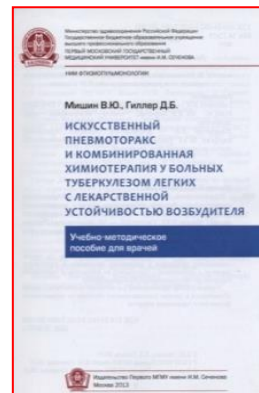 Министерство здравоохранения Российской Федерации
Государственное бюджетное образовательное учреждение
высшего профессионального образования
ПЕРВЫЙ МОСКОВСКИЙ ГОСУДАРСТВЕННЫЙ
МЕДИЦИНСКИЙ УНИВЕРСИТЕТ имени И.М. СЕЧЕНОВА
НИИ ФТИЗИОПУЛЬМОНОЛОГИИ
Мишин В.Ю., Гиллер Д.Б.
ИСКУССТВЕННЫЙ
ПНЕВМОТОРАКС
И КОМБИНИРОВАННАЯ
ХИМИОТЕРАПИЯ У БОЛЬНЫХ
ТУБЕРКУЛЕЗОМ ЛЕГКИХ
С ЛЕКАРСТВЕННОЙ
УСТОЙЧИВОСТЬЮ ВОЗБУДИТЕЛЯ
Учебно-методическое
пособие для врачей
Издательство Первого МГМУ имени И.М. Сеченова
Москва 2013